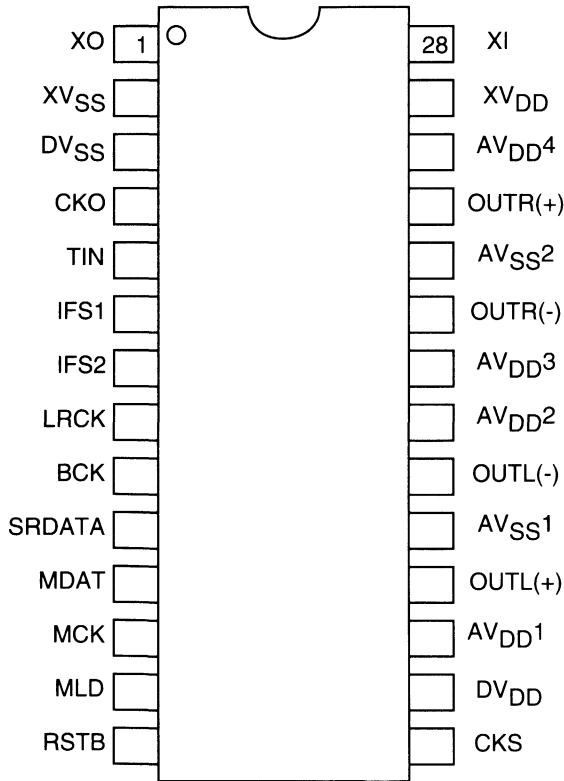 XO 1 28 XI
XVSS XVDD
DVSS AVDD4
CKO OUTR(+)
TIN AVSS2
IFS1 OUTR(-)
IFS2 AVDD3
LRCK AVDD2
BCK OUTL(-)
SRDATA AVSS1
MDAT OUTL(+)
MCK AVDD1
MLD DVDD
RSTB CKS